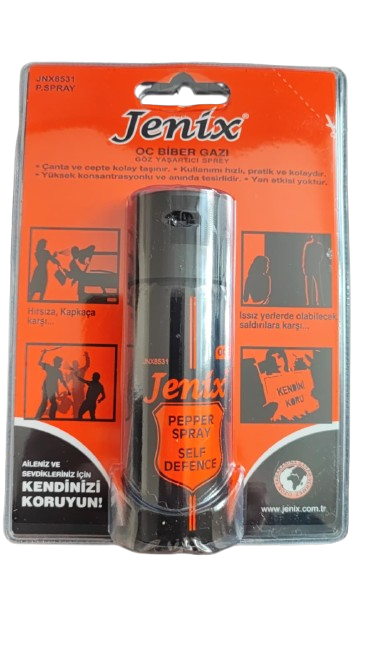 JNX8531
P.SPRAY
Jenix
OC BİBER GAZI
GÖZ YAŞARTICI SPREY
• Çanta ve cepte kolay taşınır. • Kullanımı hızlı, pratik ve kolaydır.
• Yüksek konsantrasyonlu ve anında tesirlidir. • Yan etkisi yoktur.
Hırsıza, Kapkaça
karşı...
Issız yerlerde olabilecek
saldırılara karşı...
JNX8531
Jenix
PEPPER
SPRAY
SELF
DEFENCE
KENDİNİ
KORU
AİLENİZ VE
SEVDİKLERİNİZ İÇİN
KENDİNİZİ
KORUYUN!
www.jenix.com.tr